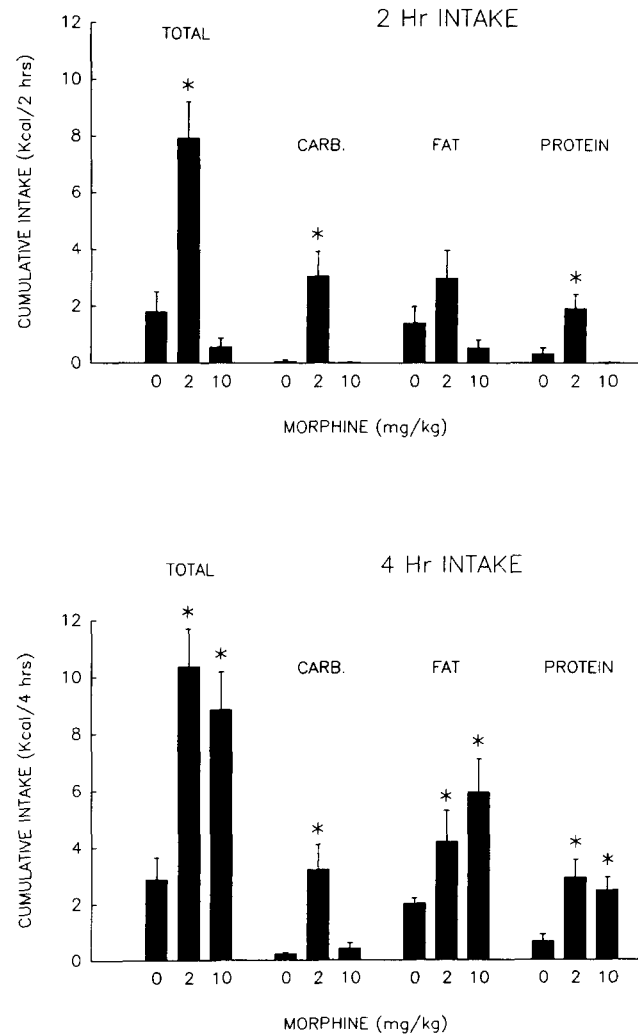 2 Hr INTAKE
TOTAL
CARB.
FAT
PROTEIN
CUMULATIVE INTAKE (Kcal/2 hrs)
12
10
8
6
4
2
0
*
*
*
0 2 10 0 2 10 0 2 10 0 2 10
MORPHINE (mg/kg)
4 Hr INTAKE
TOTAL
CARB.
FAT
PROTEIN
CUMULATIVE INTAKE (Kcal/4 hrs)
12
10
8
6
4
2
0
*
*
*
*
*
*
*
0 2 10 0 2 10 0 2 10 0 2 10
MORPHINE (mg/kg)